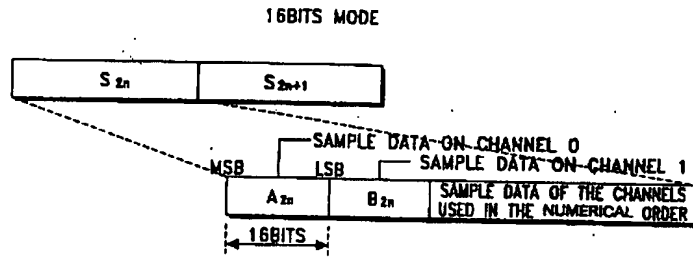 16BITS MODE
S 2n S 2n+1
SAMPLE DATA ON CHANNEL 0
MSB LSB SAMPLE DATA ON CHANNEL 1
A 2n B 2n SAMPLE DATA OF THE CHANNELS
USED IN THE NUMERICAL ORDER
16BITS